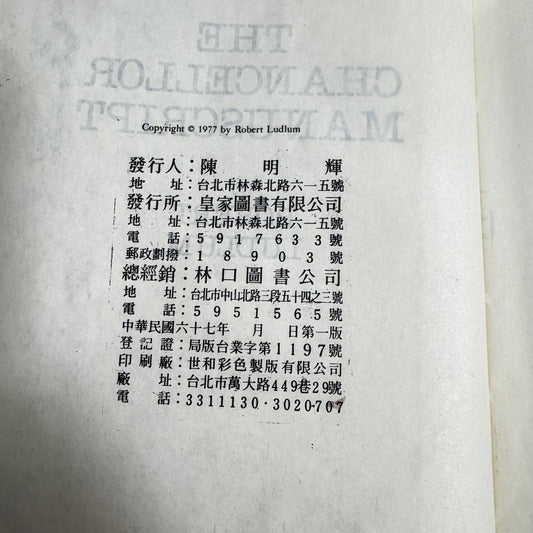 THE
CHANCELLOR
MANUSCRIPT
Copyright © 1977 by Robert Ludlum
發行人：陳明輝
地址：台北市林森北路六一五號
發行所：皇家圖書有限公司
地址：台北市林森北路六一五號
電話：5917633號
郵政劃撥：18903號
總經銷：林口圖書公司
地址：台北市中山北路三段五十四之三號
電話：5951565號
中華民國六十七年　月　日第一版
登記證：局版台業字第1197號
印刷廠：世和彩色製版有限公司
廠址：台北市萬大路449巷29號
電話：3311130·3020707